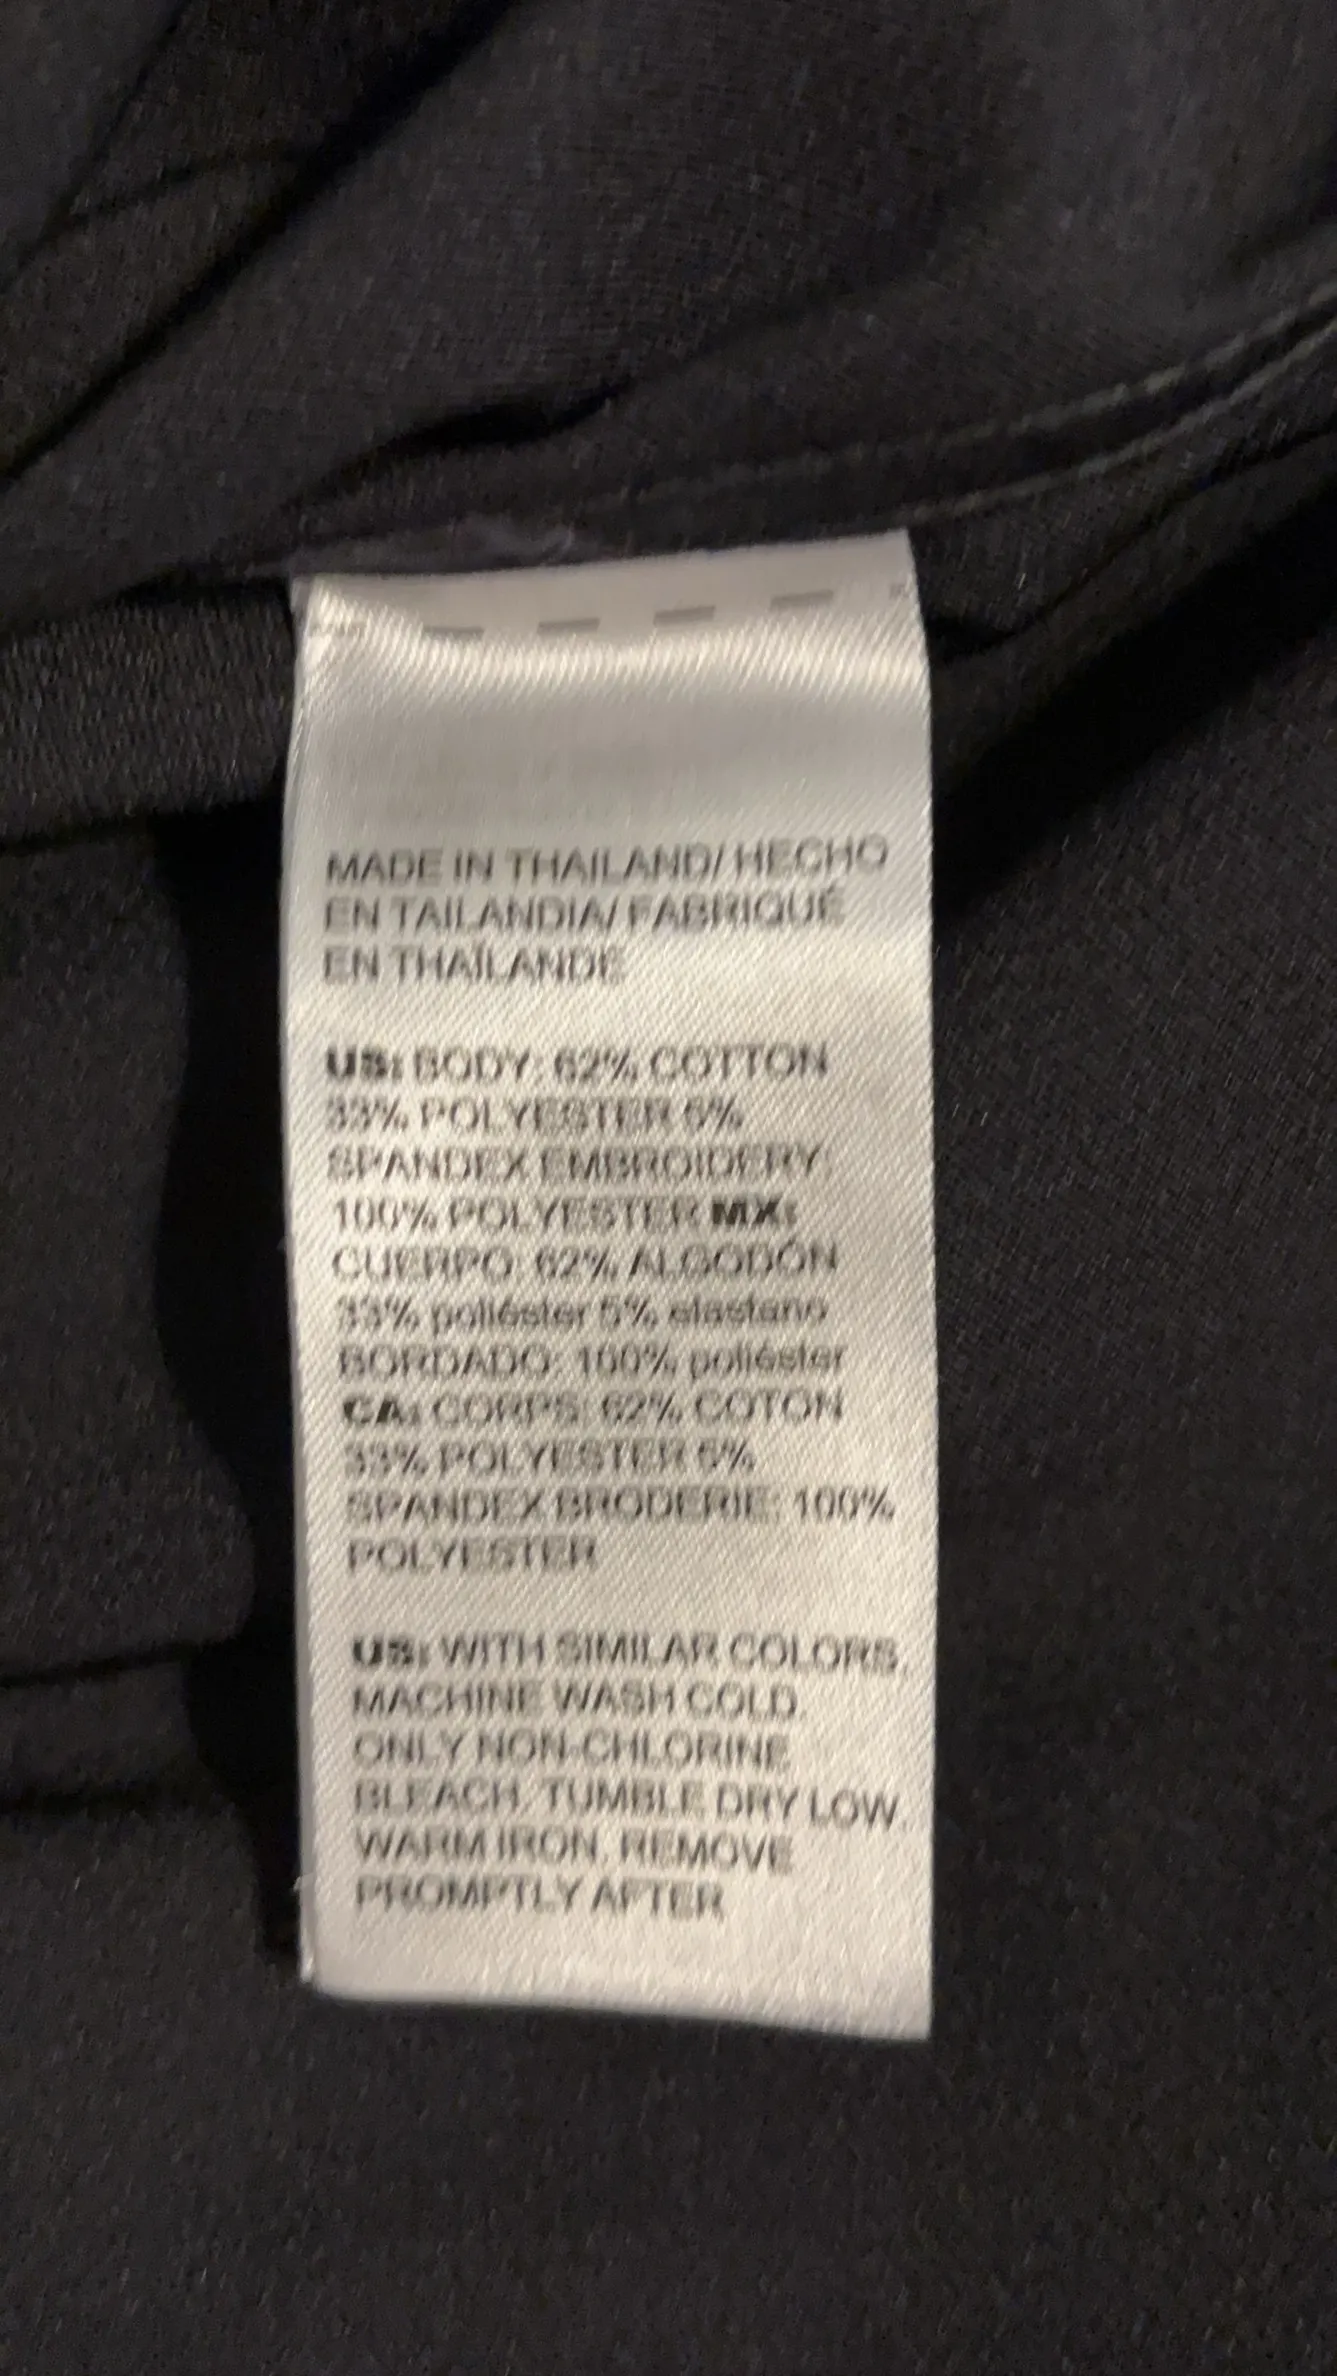 MADE IN THAILAND/ HECHO
EN TAILANDIA/ FABRIQUÉ
EN THAÏLANDE
US: BODY: 62% COTTON
33% POLYESTER 5%
SPANDEX EMBROIDERY:
100% POLYESTER MX:
CUERPO: 62% ALGODÓN
33% poliéster 5% elastano
BORDADO: 100% poliéster
CA: CORPS: 62% COTON
33% POLYESTER 5%
SPANDEX BRODERIE: 100%
POLYESTER
US: WITH SIMILAR COLORS,
MACHINE WASH COLD.
ONLY NON-CHLORINE
BLEACH. TUMBLE DRY LOW.
WARM IRON. REMOVE
PROMPTLY AFTER